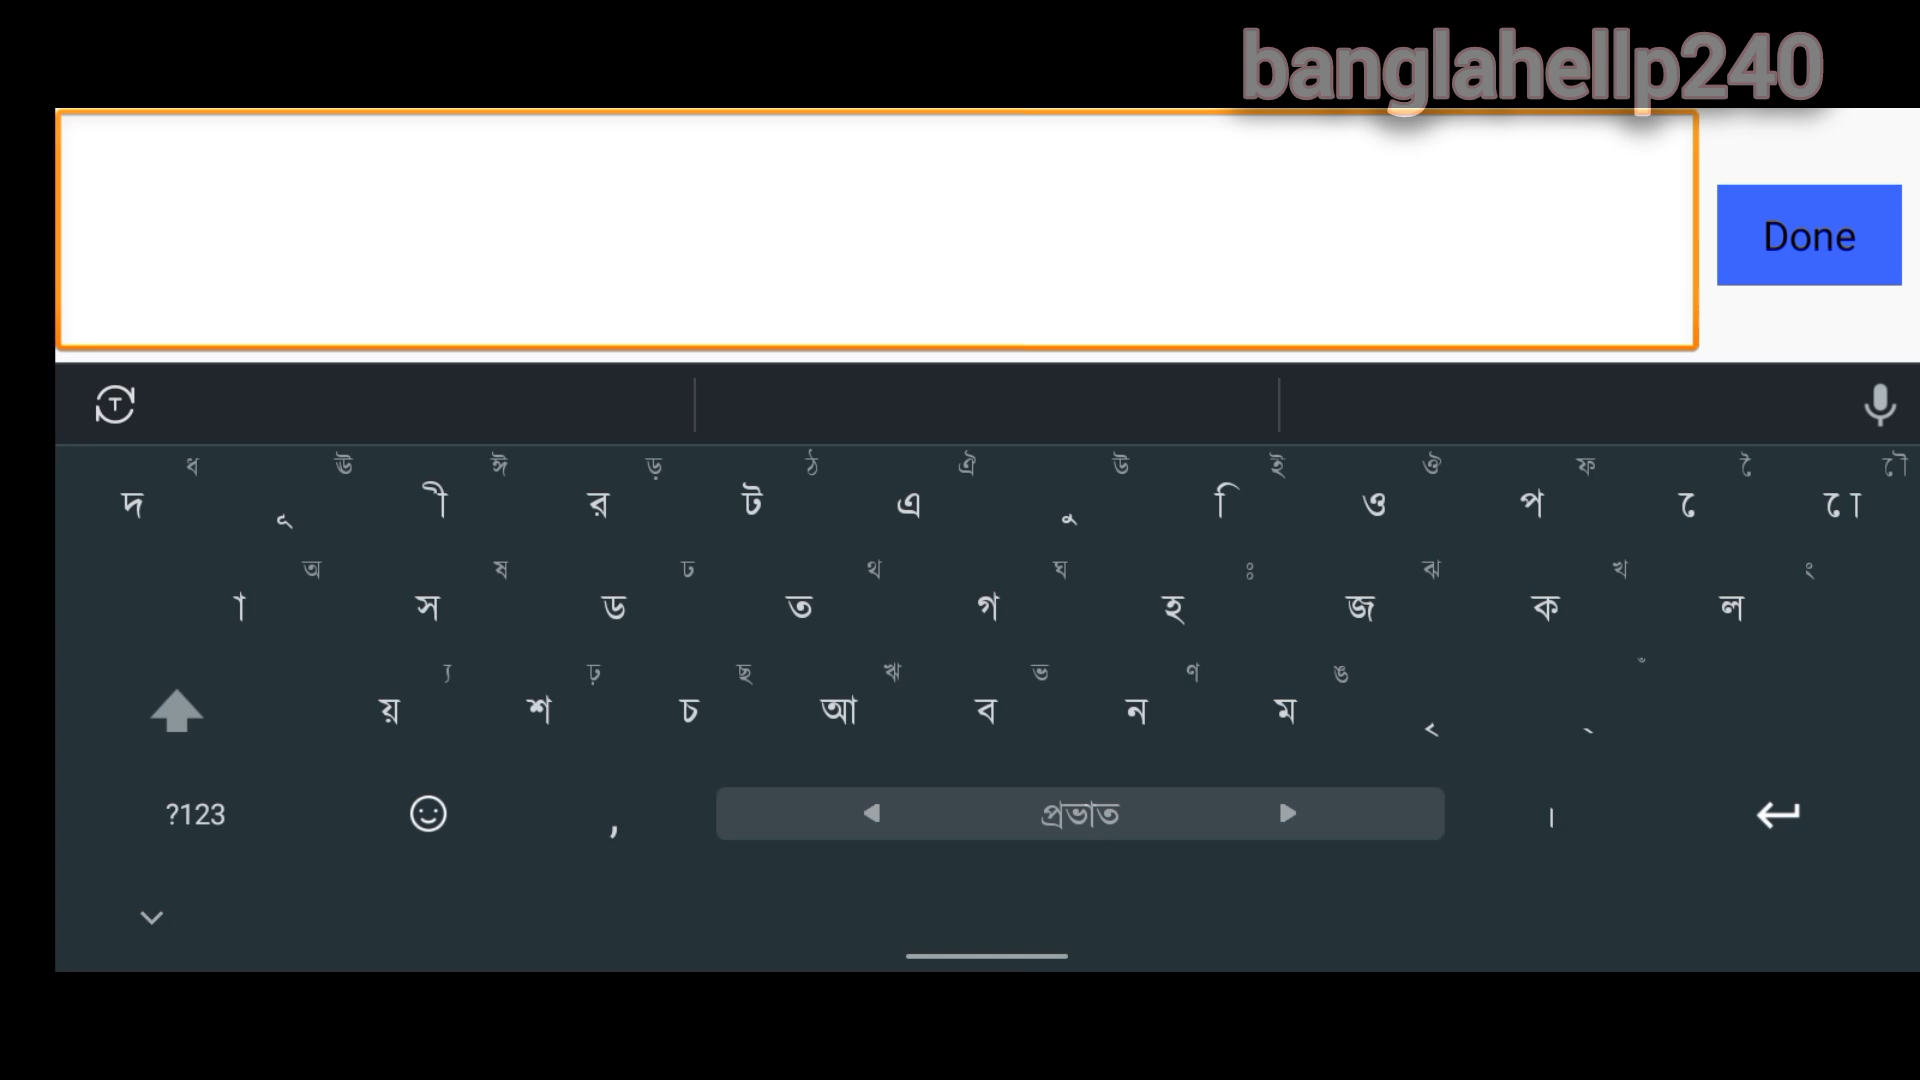 banglahellp240
Done
T
ধ ঊ ঈ ড় ঠ ঐ উ ই ঔ ফ ৈ ৌ
দ ূ ী র ট এ ু ি ও প ে ো
অ ষ ঢ থ ঘ ঃ ঝ খ ং
া স ড ত গ হ জ ক ল
্য ঢ় ছ ঋ ভ ণ ঙ ঁ
য় শ চ আ ব ন ম ৃ ্
?123 , প্রভাত ।